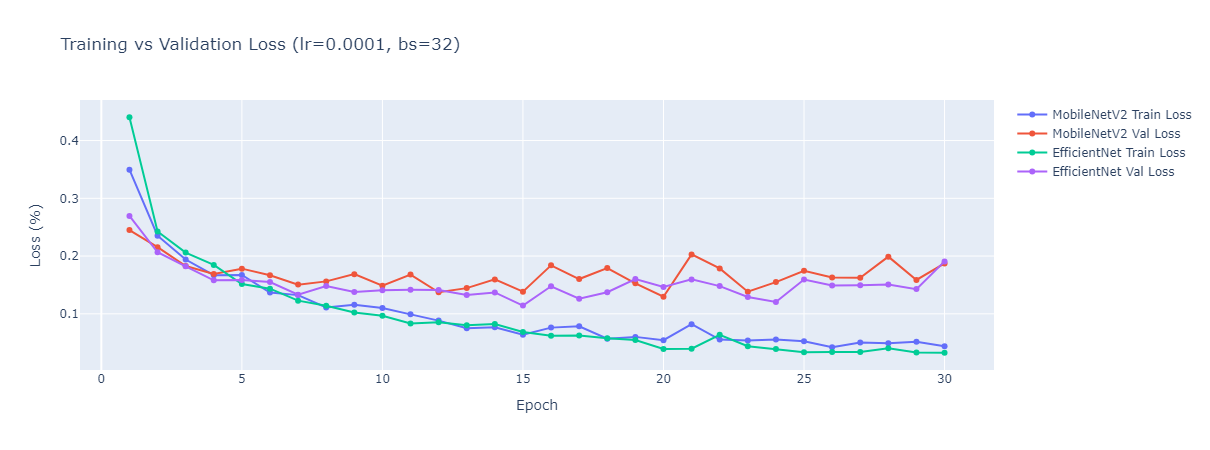 Training vs Validation Loss (lr=0.0001, bs=32)
MobileNetV2 Train Loss
MobileNetV2 Val Loss
EfficientNet Train Loss
EfficientNet Val Loss
Loss (%)
0.4
0.3
0.2
0.1
0 5 10 15 20 25 30
Epoch